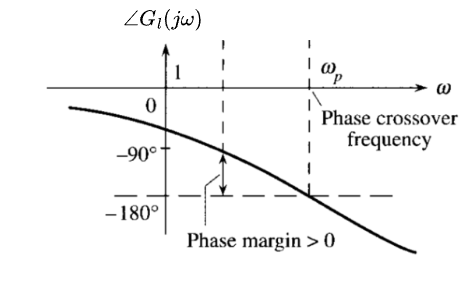 ∠G_l(jω)
1
ω_p
ω
0
Phase crossover
frequency
–90°
–180°
Phase margin > 0